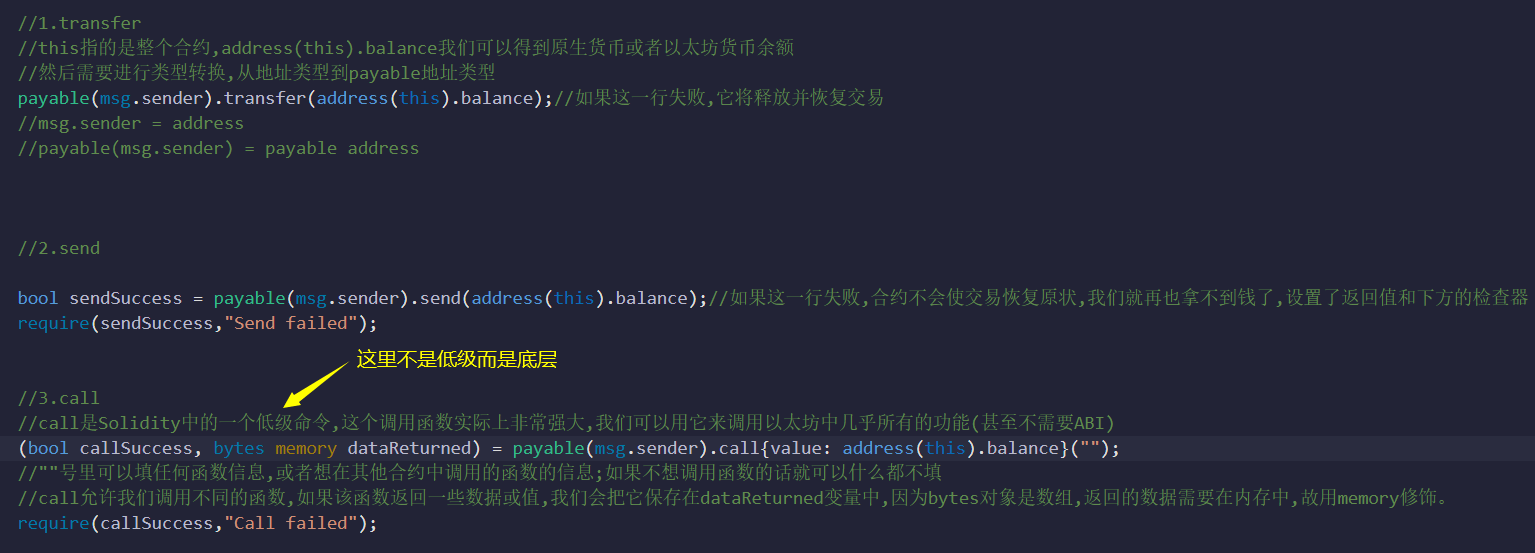 //1.transfer
//this指的是整个合约,address(this).balance我们可以得到原生货币或者以太坊货币余额
//然后需要进行类型转换,从地址类型到payable地址类型
payable(msg.sender).transfer(address(this).balance);//如果这一行失败,它将释放并恢复交易
//msg.sender = address
//payable(msg.sender) = payable address
//2.send
bool sendSuccess = payable(msg.sender).send(address(this).balance);//如果这一行失败,合约不会使交易恢复原状,我们就再也拿不到钱了,设置了返回值和下方的检查器
require(sendSuccess,"Send failed");
这里不是低级而是底层
//3.call
//call是Solidity中的一个低级命令,这个调用函数实际上非常强大,我们可以用它来调用以太坊中几乎所有的功能(甚至不需要ABI)
(bool callSuccess, bytes memory dataReturned) = payable(msg.sender).call{value: address(this).balance}("");
//""号里可以填任何函数信息,或者想在其他合约中调用的函数的信息;如果不想调用函数的话就可以什么都不填
//call允许我们调用不同的函数,如果该函数返回一些数据或值,我们会把它保存在dataReturned变量中,因为bytes对象是数组,返回的数据需要在内存中,故用memory修饰。
require(callSuccess,"Call failed");